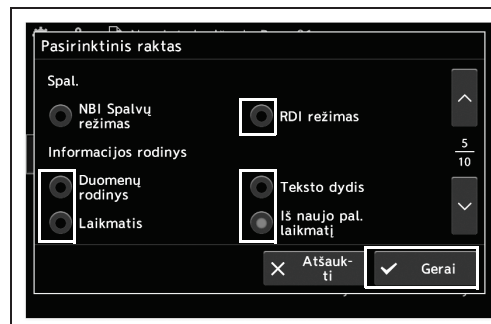 Pasirinktinis raktas
Spal.
NBI Spalvų
režimas
RDI režimas
Informacijos rodinys
5
10
Duomenų
rodinys
Teksto dydis
Laikmatis
Iš naujo pal.
laikmatį
Atšauk-
ti
Gerai